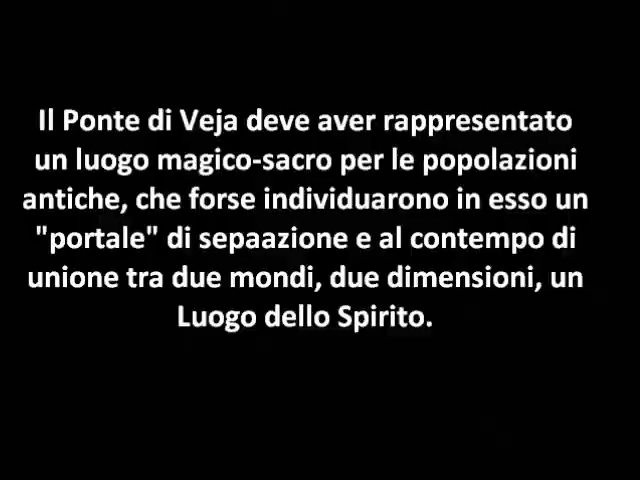 Il Ponte di Veja deve aver rappresentato
un luogo magico-sacro per le popolazioni
antiche, che forse individuarono in esso un
"portale" di sepaazione e al contempo di
unione tra due mondi, due dimensioni, un
Luogo dello Spirito.